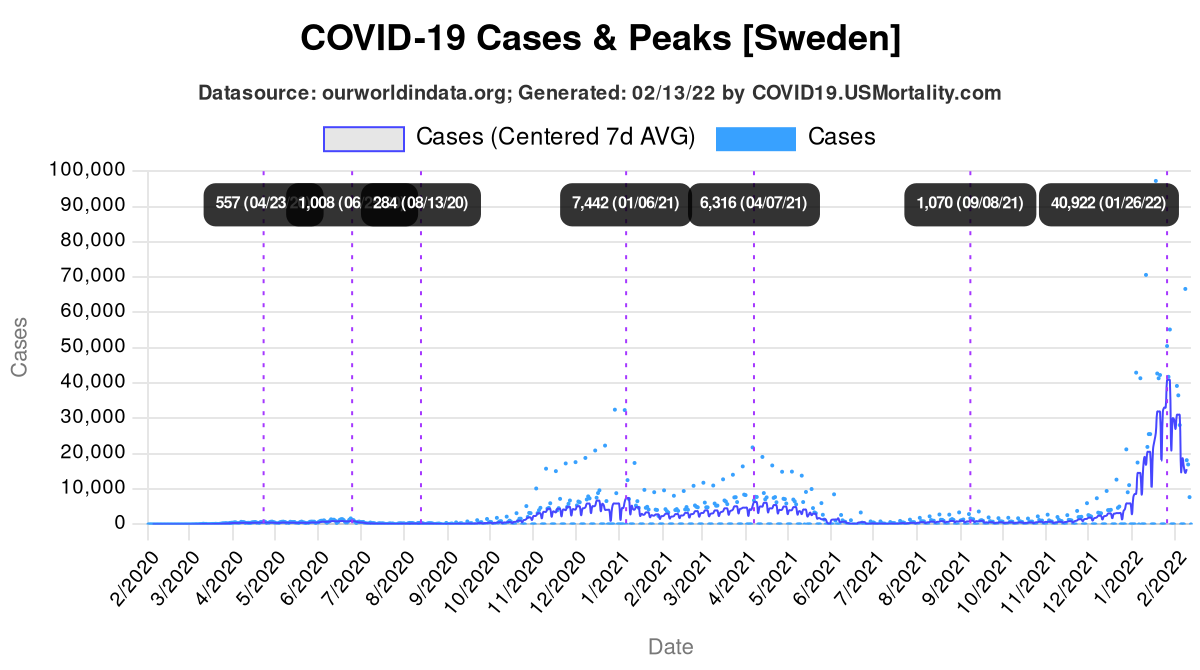 COVID-19 Cases & Peaks [Sweden]
Datasource: ourworldindata.org; Generated: 02/13/22 by COVID19.USMortality.com
Cases (Centered 7d AVG) Cases
100,000
90,000
80,000
70,000
60,000
50,000
40,000
30,000
20,000
10,000
0
Cases
557 (04/23 1,008 (06 284 (08/13/20) 7,442 (01/06/21) 6,316 (04/07/21) 1,070 (09/08/21) 40,922 (01/26/22)
2/2020 3/2020 4/2020 5/2020 6/2020 7/2020 8/2020 9/2020 10/2020 11/2020 12/2020 1/2021 2/2021 3/2021 4/2021 5/2021 6/2021 7/2021 8/2021 9/2021 10/2021 11/2021 12/2021 1/2022 2/2022
Date